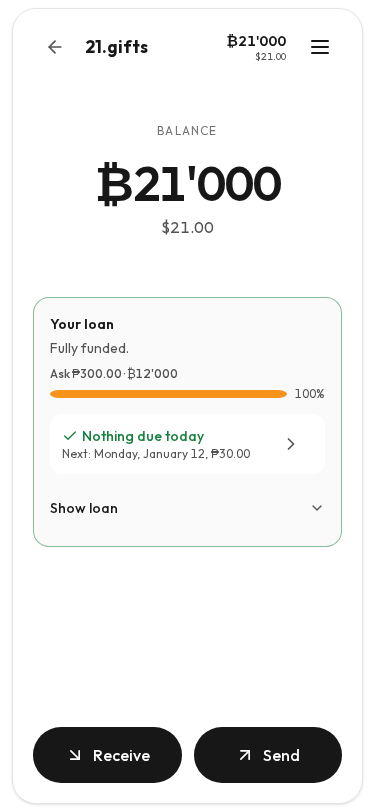 21.gifts
₿21'000
$21.00
BALANCE
₿21'000
$21.00
Your loan
Fully funded.
Ask ₱300.00 · ₿12'000
100%
Nothing due today
Next: Monday, January 12, ₱30.00
Show loan
Receive
Send